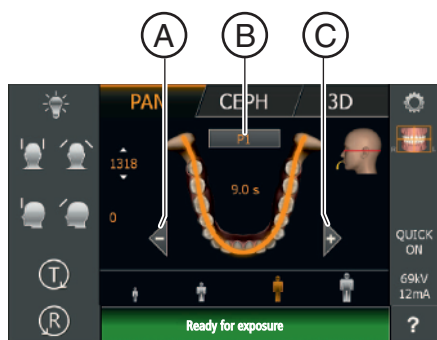 A B C
PAN CEPH 3D
P1
1318
9.0 s
0
- +
QUICK
ON
T
69kV
12mA
R
Ready for exposure
?